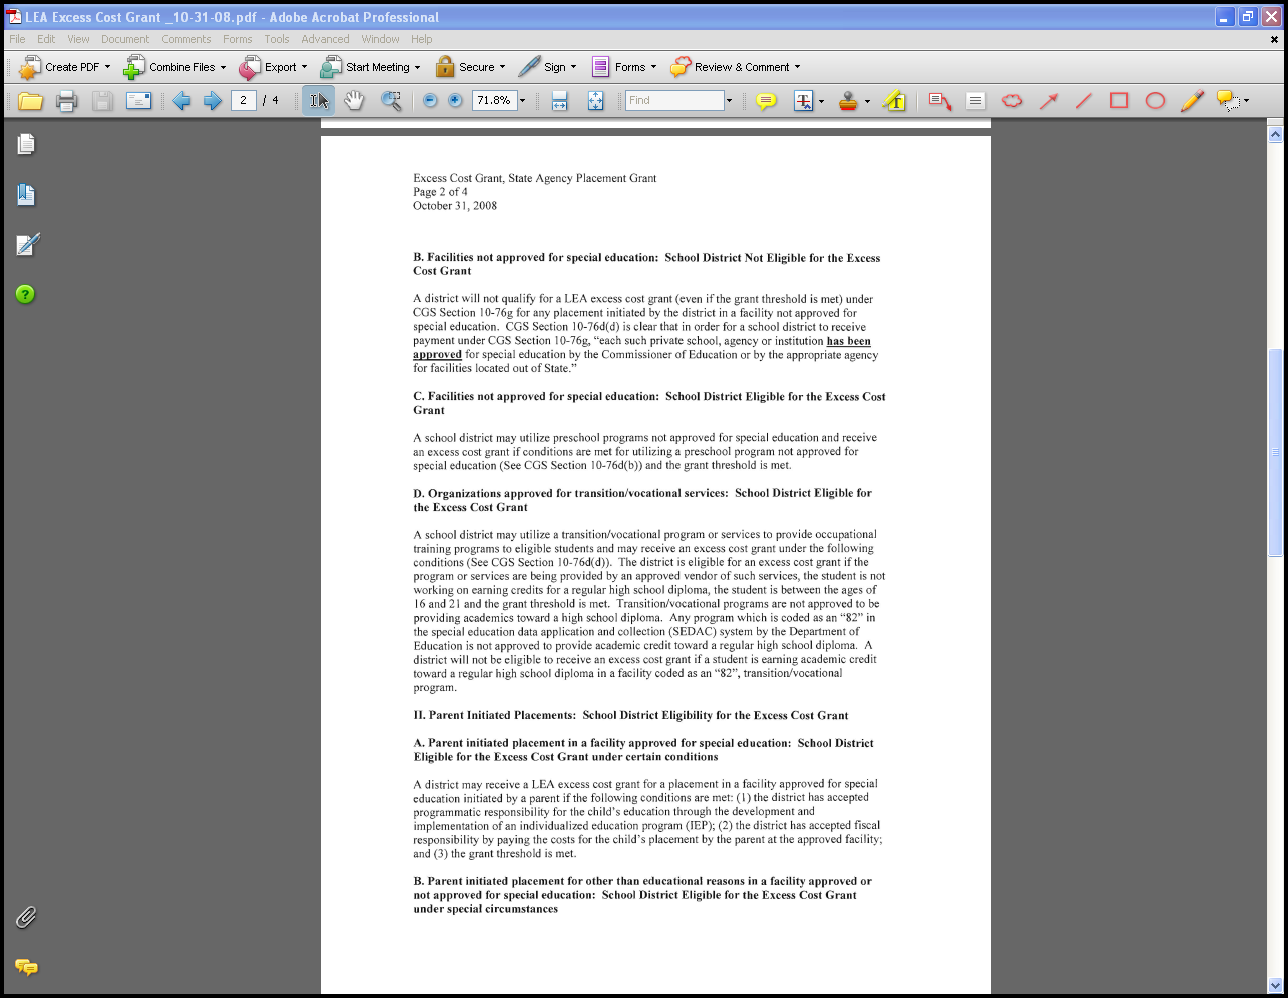 LEA Excess Cost Grant _10-31-08.pdf - Adobe Acrobat Professional
File Edit View Document Comments Forms Tools Advanced Window Help
Create PDF Combine Files Export Start Meeting Secure Sign Forms Review & Comment
2 / 4 71.8% Find
Excess Cost Grant, State Agency Placement Grant
Page 2 of 4
October 31, 2008
B. Facilities not approved for special education: School District Not Eligible for the Excess
Cost Grant
A district will not qualify for a LEA excess cost grant (even if the grant threshold is met) under
CGS Section 10-76g for any placement initiated by the district in a facility not approved for
special education. CGS Section 10-76d(d) is clear that in order for a school district to receive
payment under CGS Section 10-76g, “each such private school, agency or institution has been
approved for special education by the Commissioner of Education or by the appropriate agency
for facilities located out of State.”
C. Facilities not approved for special education: School District Eligible for the Excess Cost
Grant
A school district may utilize preschool programs not approved for special education and receive
an excess cost grant if conditions are met for utilizing a preschool program not approved for
special education (See CGS Section 10-76d(b)) and the grant threshold is met.
D. Organizations approved for transition/vocational services: School District Eligible for
the Excess Cost Grant
A school district may utilize a transition/vocational program or services to provide occupational
training programs to eligible students and may receive an excess cost grant under the following
conditions (See CGS Section 10-76d(d)). The district is eligible for an excess cost grant if the
program or services are being provided by an approved vendor of such services, the student is not
working on earning credits for a regular high school diploma, the student is between the ages of
16 and 21 and the grant threshold is met. Transition/vocational programs are not approved to be
providing academics toward a high school diploma. Any program which is coded as an “82” in
the special education data application and collection (SEDAC) system by the Department of
Education is not approved to provide academic credit toward a regular high school diploma. A
district will not be eligible to receive an excess cost grant if a student is earning academic credit
toward a regular high school diploma in a facility coded as an “82”, transition/vocational
program.
II. Parent Initiated Placements: School District Eligibility for the Excess Cost Grant
A. Parent initiated placement in a facility approved for special education: School District
Eligible for the Excess Cost Grant under certain conditions
A district may receive a LEA excess cost grant for a placement in a facility approved for special
education initiated by a parent if the following conditions are met: (1) the district has accepted
programmatic responsibility for the child’s education through the development and
implementation of an individualized education program (IEP); (2) the district has accepted fiscal
responsibility by paying the costs for the child’s placement by the parent at the approved facility;
and (3) the grant threshold is met.
B. Parent initiated placement for other than educational reasons in a facility approved or
not approved for special education: School District Eligible for the Excess Cost Grant
under special circumstances